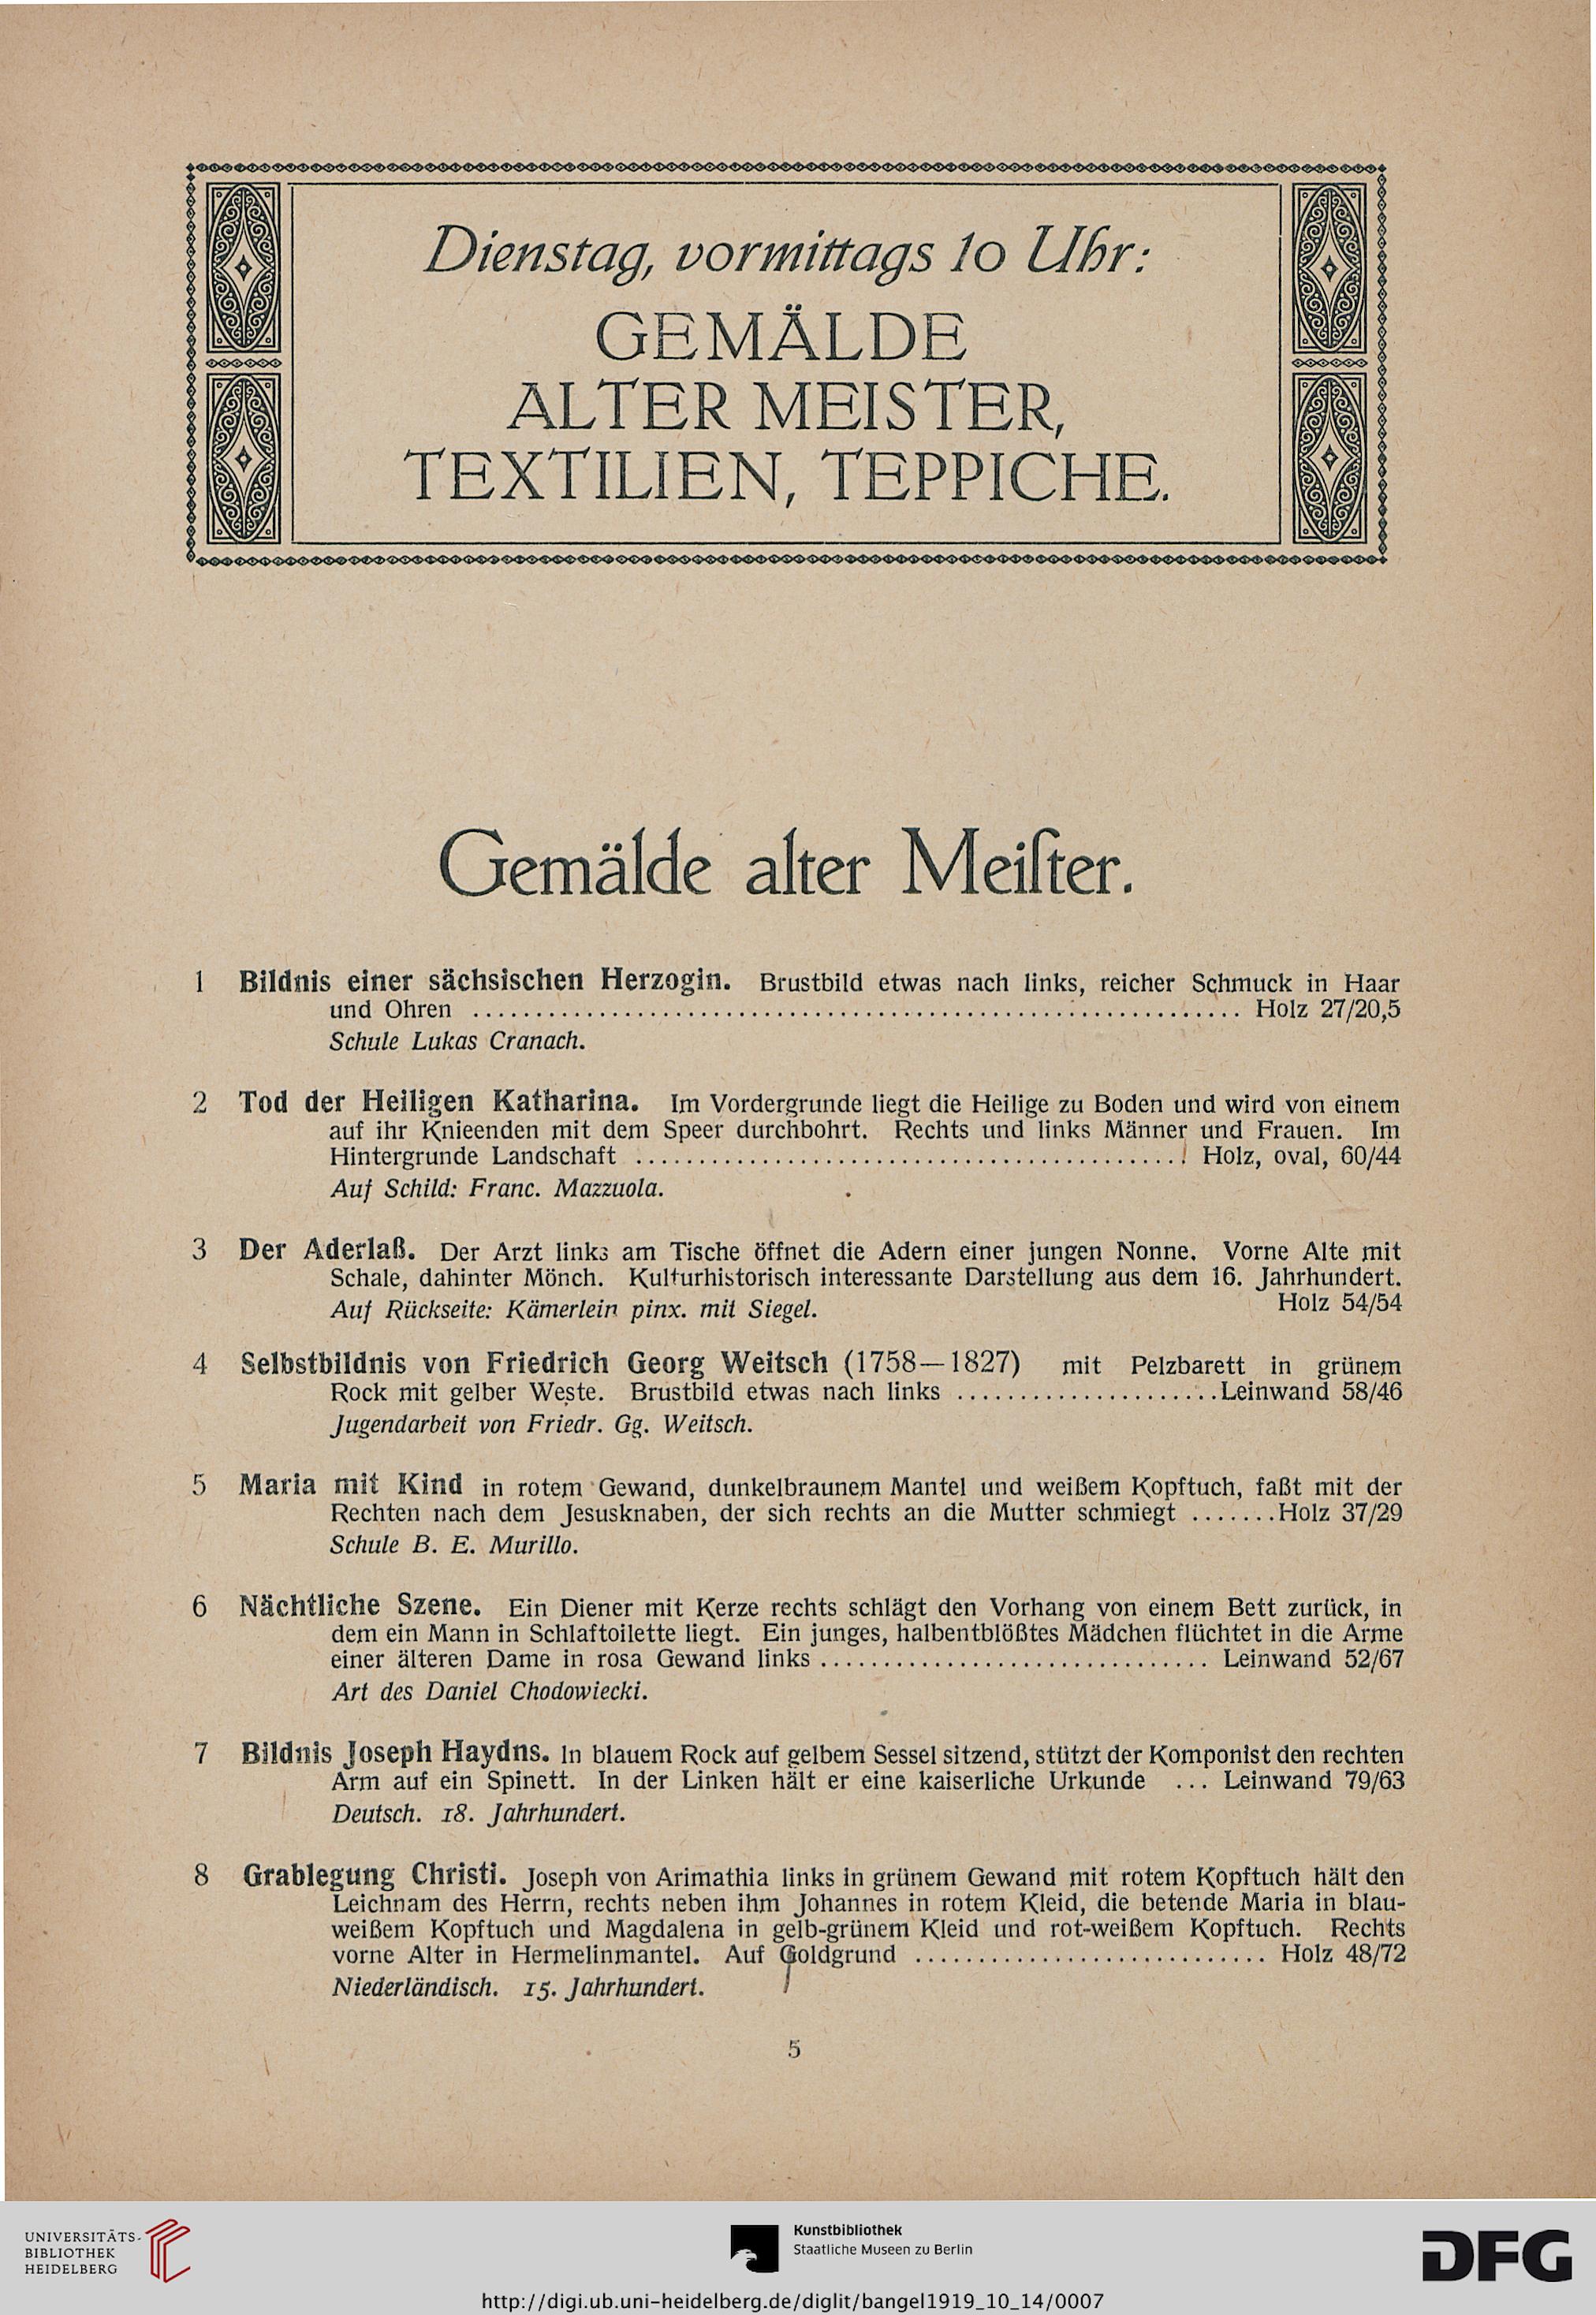 Dienstag, vormittags 10 Uhr:
GEMÄLDE
ALTER MEISTER,
TEXTILIEN, TEPPICHE.
Gemälde alter Meiſter.
1 Bildnis einer sächsischen Herzogin. Brustbild etwas nach links, reicher Schmuck in Haar
und Ohren ........................................................... Holz 27/20,5
Schule Lukas Cranach.
2 Tod der Heiligen Katharina. Im Vordergrunde liegt die Heilige zu Boden und wird von einem
auf ihr Knieenden mit dem Speer durchbohrt. Rechts und links Männer und Frauen. Im
Hintergrunde Landschaft .......................................... Holz, oval, 60/44
Auf Schild: Franc. Mazzuola.
3 Der Aderlaß. Der Arzt links am Tische öffnet die Adern einer jungen Nonne. Vorne Alte mit
Schale, dahinter Mönch. Kulturhistorisch interessante Darstellung aus dem 16. Jahrhundert.
Auf Rückseite: Kämerlein pinx. mit Siegel. Holz 54/54
4 Selbstbildnis von Friedrich Georg Weitsch (1758—1827) mit Pelzbarett in grünem
Rock mit gelber Weste. Brustbild etwas nach links .....................Leinwand 58/46
Jugendarbeit von Friedr. Gg. Weitsch.
5 Maria mit Kind in rotem Gewand, dunkelbraunem Mantel und weißem Kopftuch, faßt mit der
Rechten nach dem Jesusknaben, der sich rechts an die Mutter schmiegt .......Holz 37/29
Schule B. E. Murillo.
6 Nächtliche Szene. Ein Diener mit Kerze rechts schlägt den Vorhang von einem Bett zurück, in
dem ein Mann in Schlaftoilette liegt. Ein junges, halbentblößtes Mädchen flüchtet in die Arme
einer älteren Dame in rosa Gewand links ............................... Leinwand 52/67
Art des Daniel Chodowiecki.
7 Bildnis Joseph Haydns. In blauem Rock auf gelbem Sessel sitzend, stützt der Komponist den rechten
Arm auf ein Spinett. In der Linken hält er eine kaiserliche Urkunde ... Leinwand 79/63
Deutsch. 18. Jahrhundert.
8 Grablegung Christi. Joseph von Arimathia links in grünem Gewand mit rotem Kopftuch hält den
Leichnam des Herrn, rechts neben ihm Johannes in rotem Kleid, die betende Maria in blau-
weißem Kopftuch und Magdalena in gelb-grünem Kleid und rot-weißem Kopftuch. Rechts
vorne Alter in Hermelinmantel. Auf Goldgrund ........................... Holz 48/72
Niederländisch. 15. Jahrhundert.
5
UNIVERSITÄTS-
BIBLIOTHEK
HEIDELBERG
Kunstbibliothek
Staatliche Museen zu Berlin
DFG
http://digi.ub.uni-heidelberg.de/diglit/bangel1919_10_14/0007